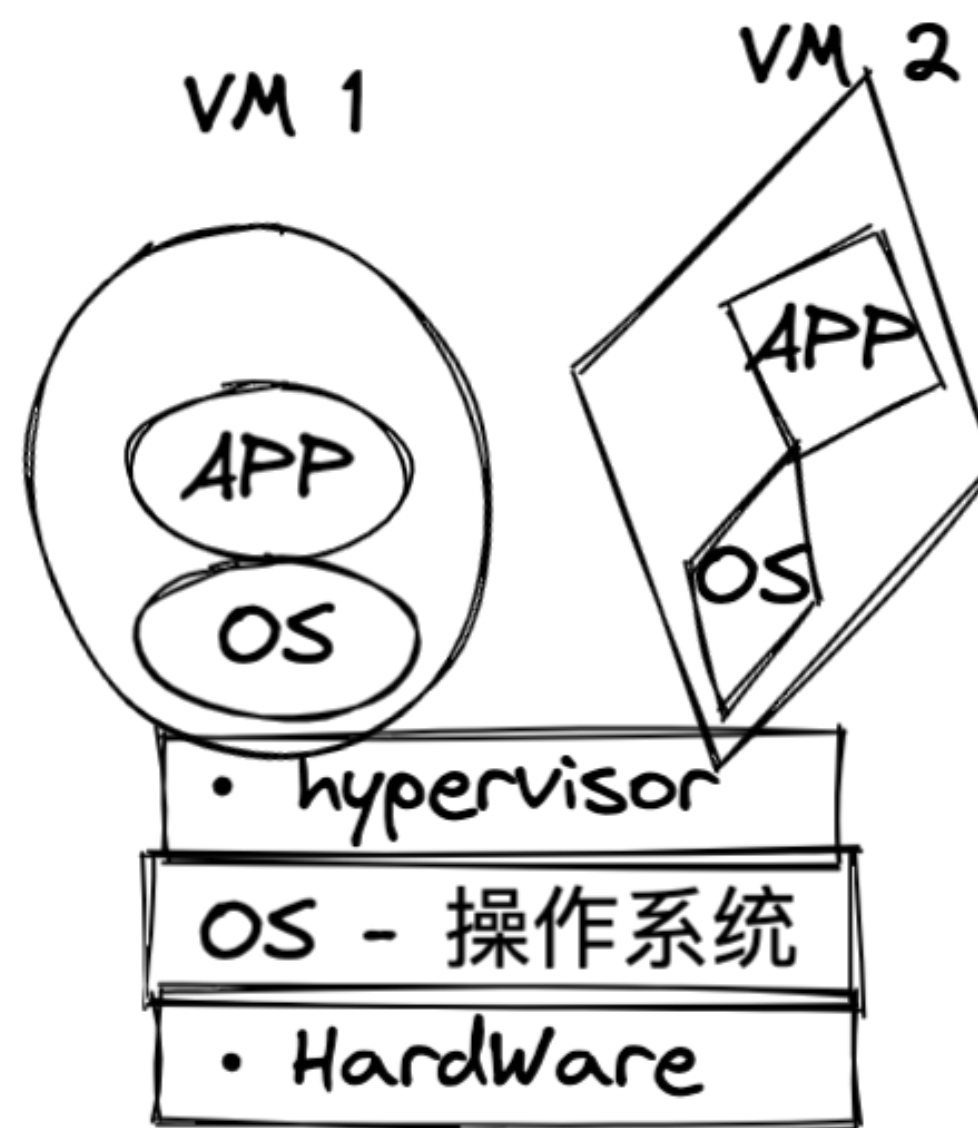 VM 1
VM 2
APP
OS
APP
OS
• hypervisor
OS - 操作系统
• HardWare